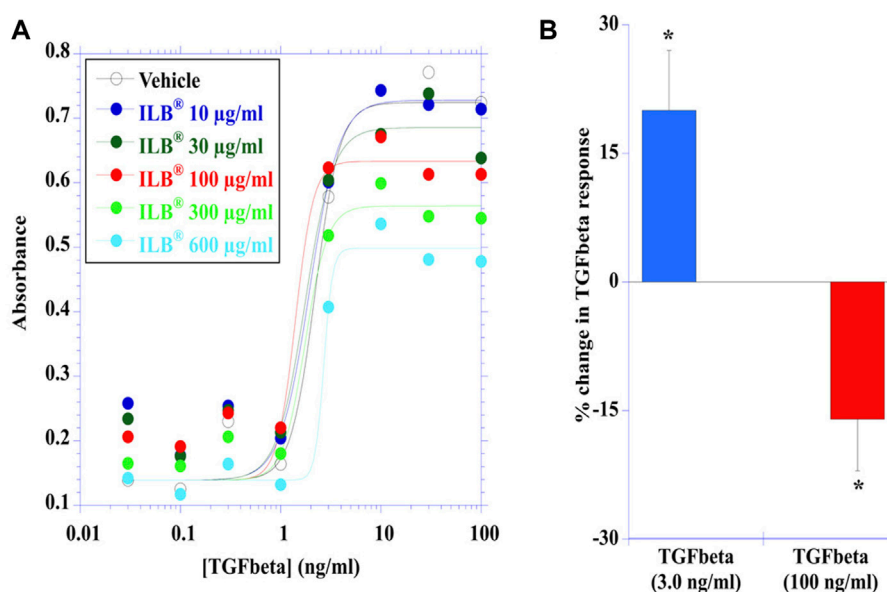 A
B
0.8
0.7
0.6
0.5
0.4
0.3
0.2
0.1
Absorbance
Vehicle
ILB® 10 µg/ml
ILB® 30 µg/ml
ILB® 100 µg/ml
ILB® 300 µg/ml
ILB® 600 µg/ml
0.01
0.1
1
10
100
[TGFbeta] (ng/ml)
% change in TGFbeta response
30
15
0
-15
-30
*
*
TGFbeta
(3.0 ng/ml)
TGFbeta
(100 ng/ml)